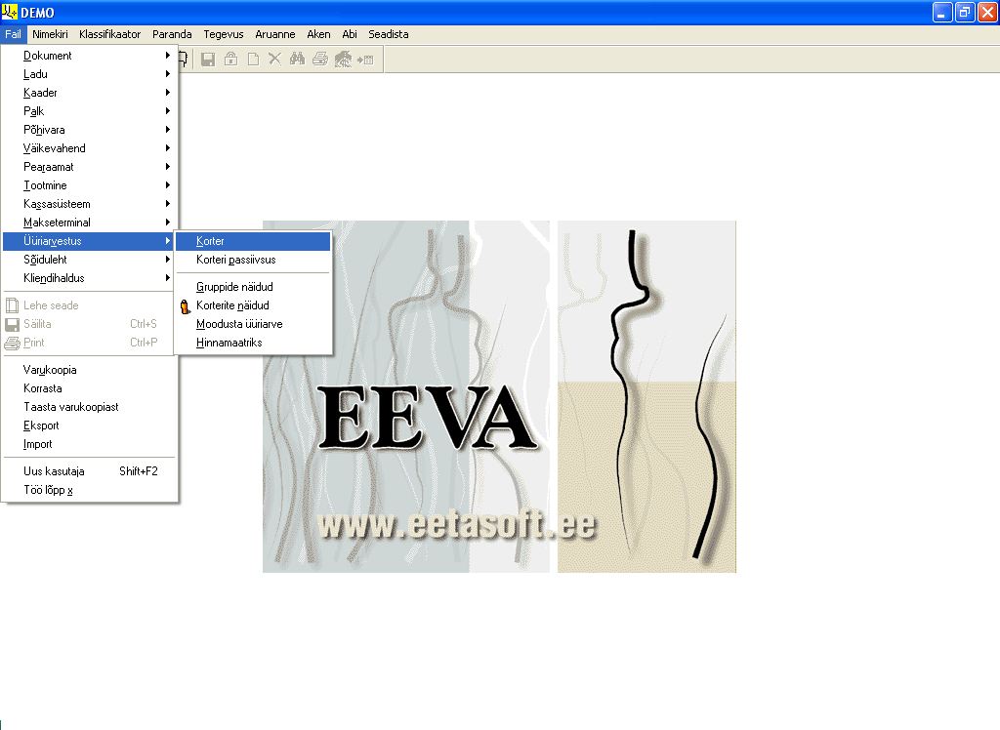 DEMO
Fail Nimekiri Klassifikaator Paranda Tegevus Aruanne Aken Abi Seadista
Dokument
Ladu
Kaader
Palk
Põhivara
Väikevahend
Pearaamat
Tootmine
Kassasüsteem
Makseterminal
Üüriarvestus
Sõiduleht
Kliendihaldus
Lehe seade
Säilita Ctrl+S
Print Ctrl+P
Varukoopia
Korrasta
Taasta varukoopiast
Eksport
Import
Uus kasutaja Shift+F2
Töö lõpp x
Korter
Korteri passiivsus
Gruppide näidud
Korterite näidud
Moodusta üüriarve
Hinnamaatriks
EEVA
www.eetasoft.ee